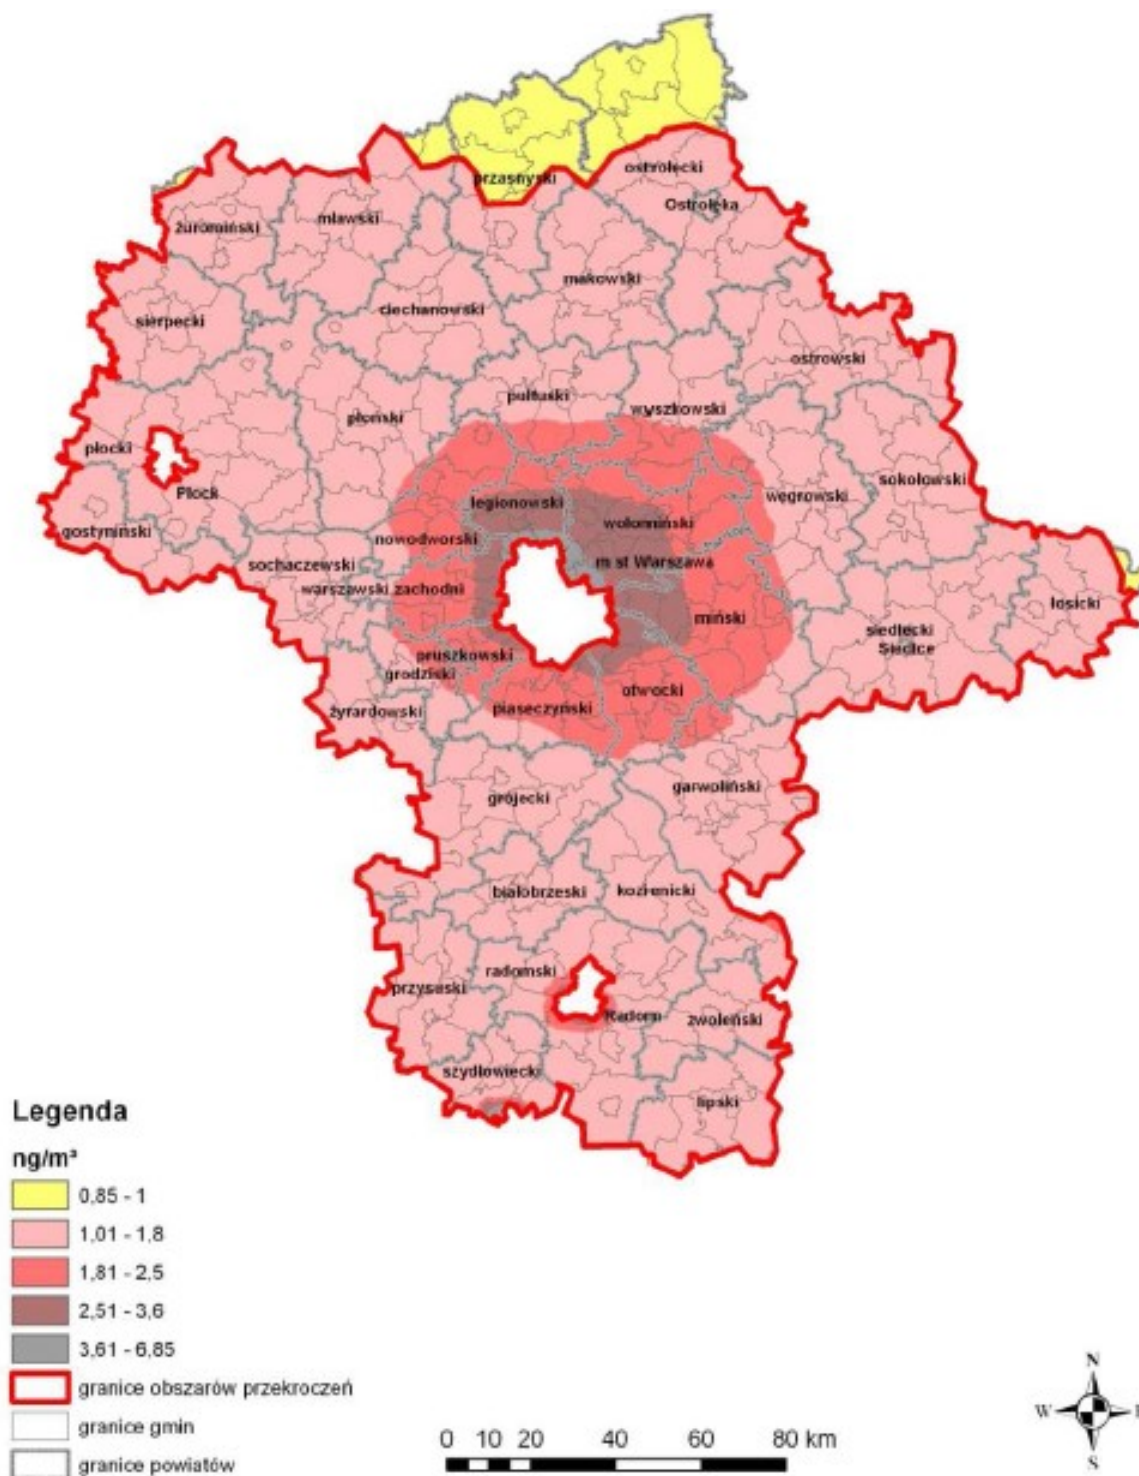 ostrołęcki
przasnyski
Ostrołęka
żuromiński
mławski
makowski
ciechanowski
sierpecki
ostrowski
pułtuski
wyszkowski
płoński
płocki
sokołowski
Płock
węgrowski
legionowski
wołomiński
gostyniński
nowodworski
sochaczewski
m st Warszawa
warszawski zachodni
łosicki
miński
siedlecki
Siedlce
pruszkowski
grodziski
otwocki
żyrardowski
piaseczyński
garwoliński
grójecki
białobrzeski
kozienicki
radomski
przysuski
Radom
zwoleński
szydłowiecki
lipski
Legenda
ng/m³
0,85 - 1
1,01 - 1,8
1,81 - 2,5
2,51 - 3,6
3,61 - 6,85
granice obszarów przekroczeń
granice gmin
granice powiatów
0 10 20 40 60 80 km
N
W
S